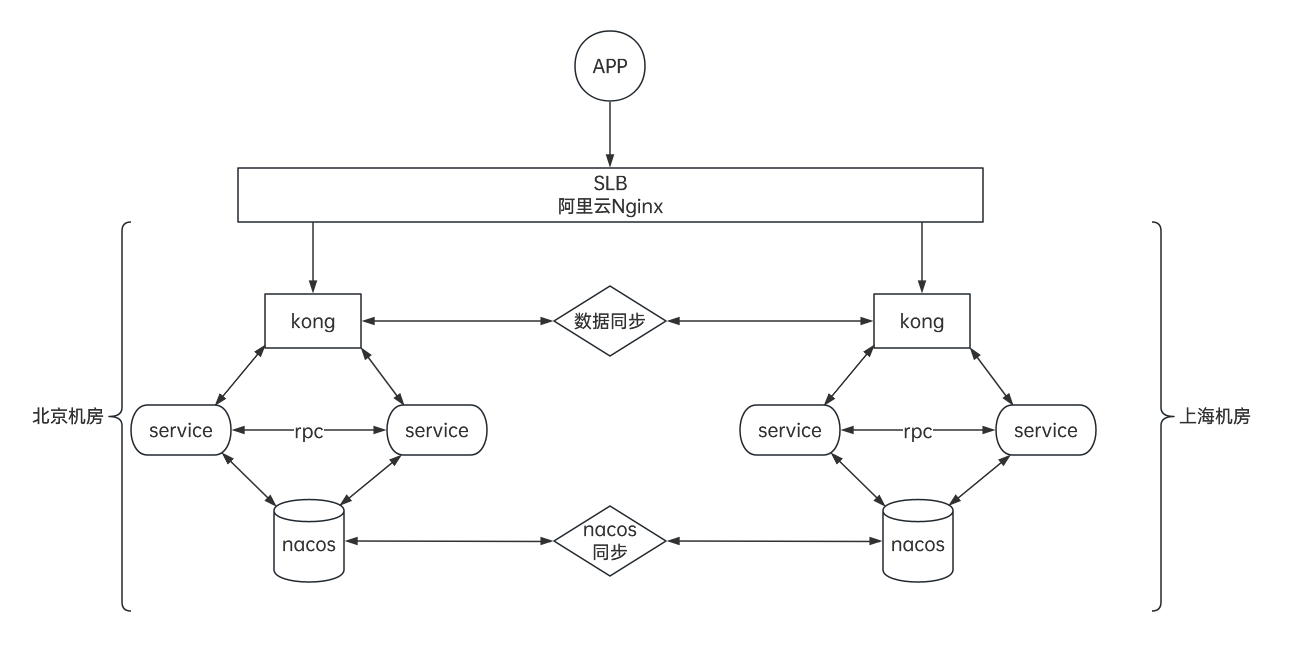 APP
SLB
阿里云Nginx
kong
数据同步
kong
北京机房
上海机房
service
rpc
service
service
rpc
service
nacos
nacos
同步
nacos